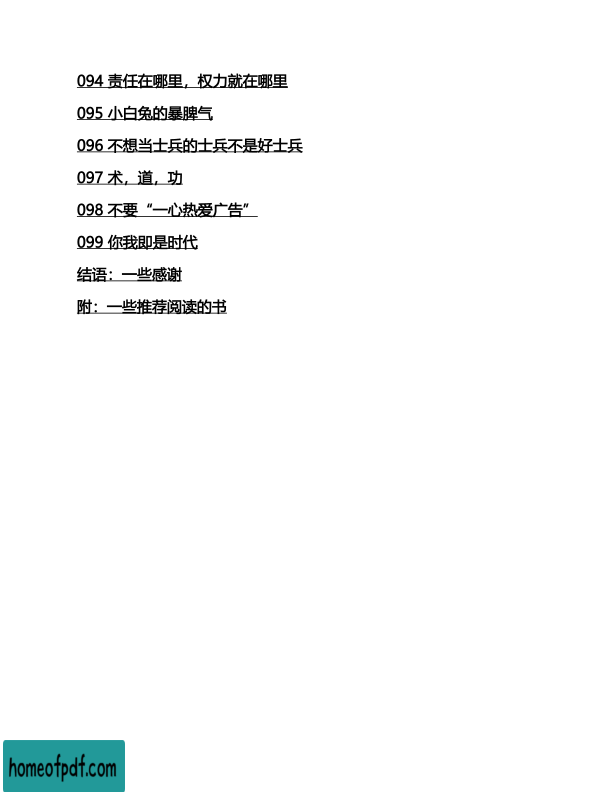 094 责任在哪里，权力就在哪里
095 小白兔的暴脾气
096 不想当士兵的士兵不是好士兵
097 术，道，功
098 不要“一心热爱广告”
099 你我即是时代
结语：一些感谢
附：一些推荐阅读的书
homeofpdf.com